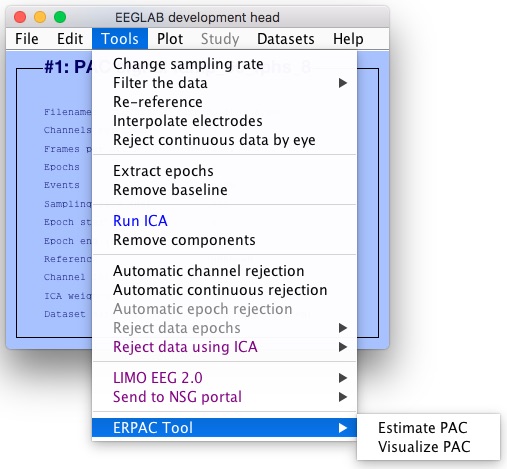 EEGLAB development head
File Edit Tools Plot Study Datasets Help
#1: PA
Filename
Channels
Frames p
Epochs
Events
Sampling
Epoch st
Epoch en
Referenc
Channel
ICA weig
Dataset
Change sampling rate
Filter the data
Re-reference
Interpolate electrodes
Reject continuous data by eye
Extract epochs
Remove baseline
Run ICA
Remove components
Automatic channel rejection
Automatic continuous rejection
Automatic epoch rejection
Reject data epochs
Reject data using ICA
LIMO EEG 2.0
Send to NSG portal
ERPAC Tool
Estimate PAC
Visualize PAC